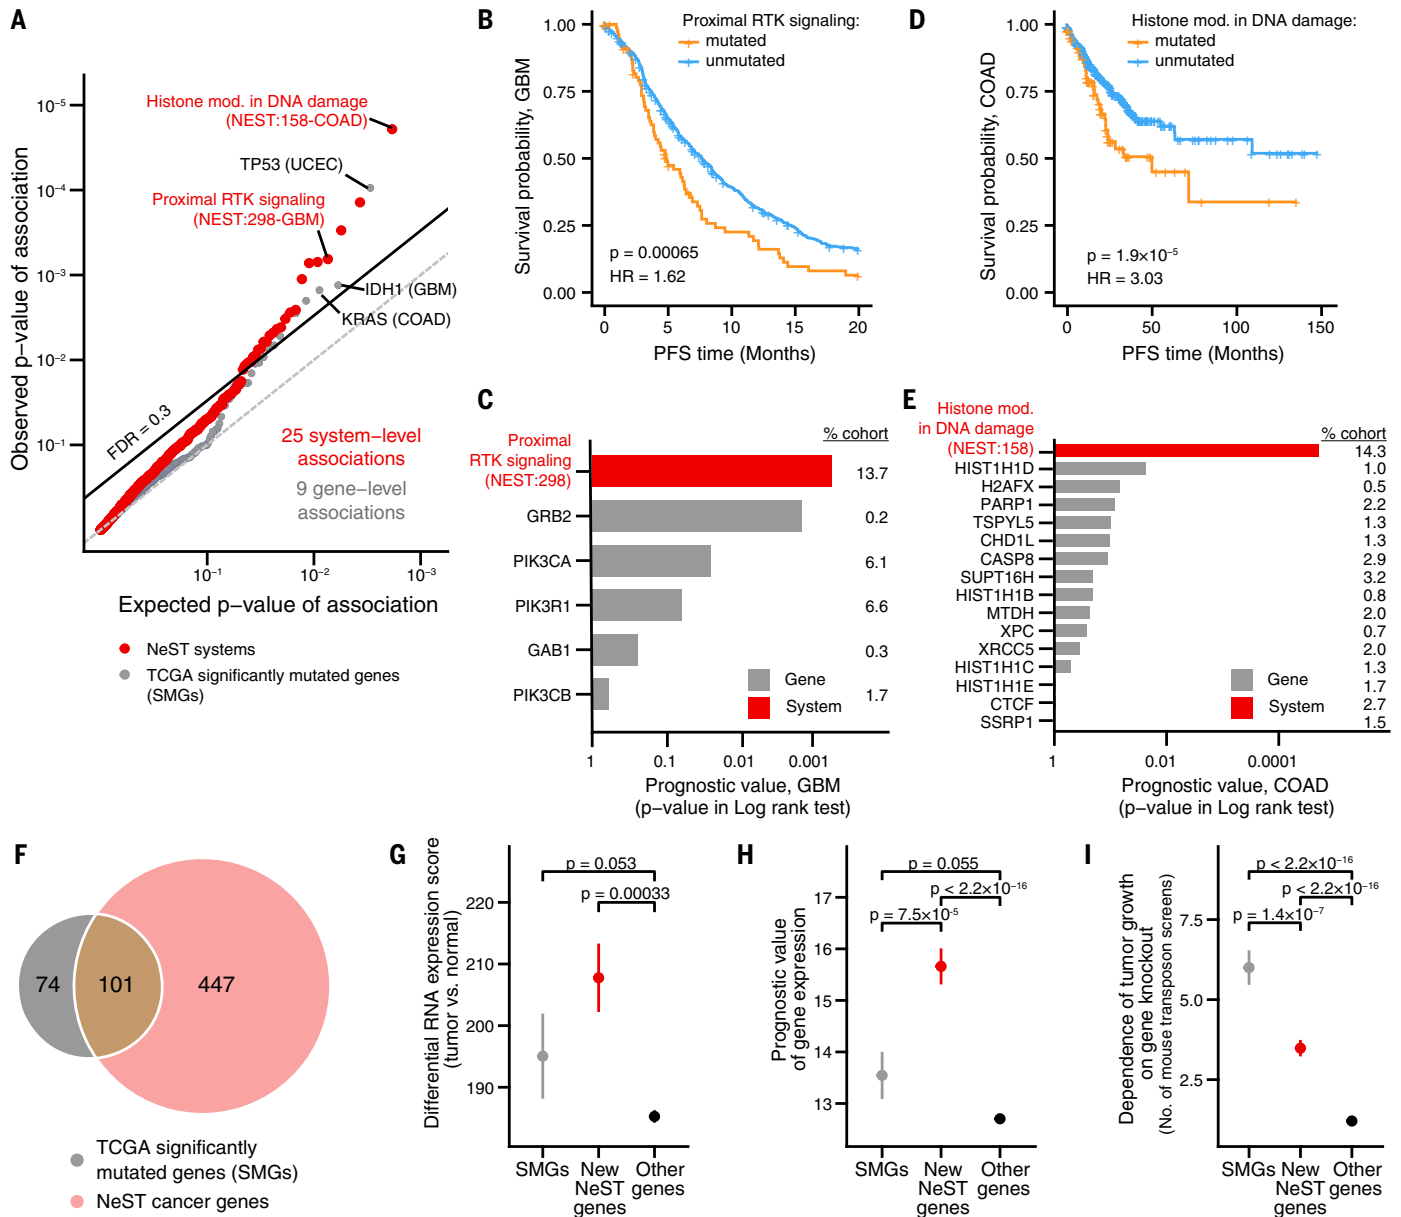 A
Observed p−value of association
10−5
10−4
10−3
10−2
10−1
Histone mod. in DNA damage
(NEST:158-COAD)
TP53 (UCEC)
Proximal RTK signaling
(NEST:298-GBM)
IDH1 (GBM)
KRAS (COAD)
FDR = 0.3
25 system−level
associations
9 gene−level
associations
10−1
10−2
10−3
Expected p−value of association
NeST systems
TCGA significantly mutated genes
(SMGs)
B
Survival probability, GBM
1.00
0.75
0.50
0.25
0.00
Proximal RTK signaling:
mutated
unmutated
p = 0.00065
HR = 1.62
0
5
10
15
20
PFS time (Months)
D
Survival probability, COAD
1.00
0.75
0.50
0.25
0.00
Histone mod. in DNA damage:
mutated
unmutated
p = 1.9×10−5
HR = 3.03
0
50
100
150
PFS time (Months)
C
Proximal
RTK signaling
(NEST:298)
GRB2
PIK3CA
PIK3R1
GAB1
PIK3CB
% cohort
13.7
0.2
6.1
6.6
0.3
1.7
Gene
System
1
0.1
0.01
0.001
Prognostic value, GBM
(p−value in Log rank test)
E
Histone mod.
in DNA damage
(NEST:158)
HIST1H1D
H2AFX
PARP1
TSPYL5
CHD1L
CASP8
SUPT16H
HIST1H1B
MTDH
XPC
XRCC5
HIST1H1C
HIST1H1E
CTCF
SSRP1
% cohort
14.3
1.0
0.5
2.2
1.3
1.3
2.9
3.2
0.8
2.0
0.7
2.0
1.3
1.7
2.7
1.5
Gene
System
1
0.01
0.0001
Prognostic value, COAD
(p−value in Log rank test)
F
74
101
447
TCGA significantly
mutated genes (SMGs)
NeST cancer genes
G
Differential RNA expression score
(tumor vs. normal)
220
210
200
190
p = 0.053
p = 0.00033
SMGs
New
NeST
genes
Other
genes
H
Prognostic value
of gene expression
17
16
15
14
13
p = 0.055
p < 2.2×10−16
p = 7.5×10-5
SMGs
New
NeST
genes
Other
genes
I
Dependence of tumor growth
on gene knockout
(No. of mouse transposon screens)
7.5
5.0
2.5
p < 2.2×10−16
p < 2.2×10−16
p = 1.4×10−7
SMGs
New
NeST
genes
Other
genes